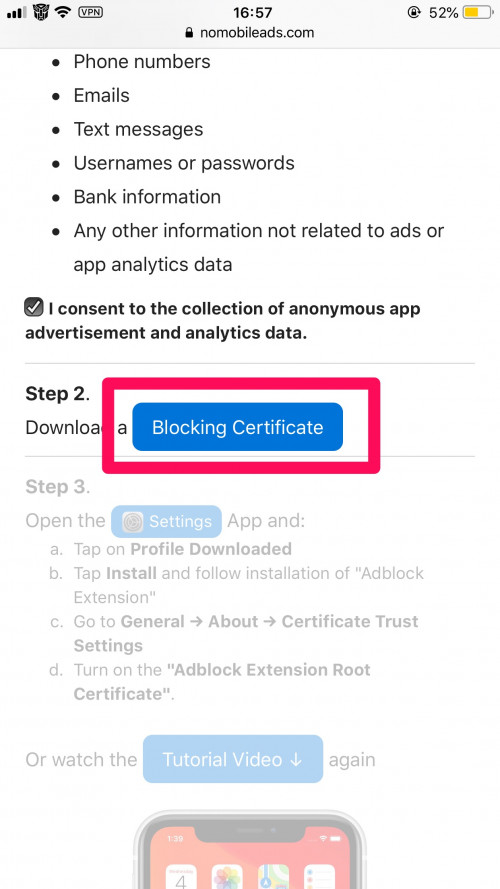 VPN
16:57
52%
nomobileads.com
• Phone numbers
• Emails
• Text messages
• Usernames or passwords
• Bank information
• Any other information not related to ads or
app analytics data
I consent to the collection of anonymous app
advertisement and analytics data.
Step 2.
Download a Blocking Certificate
Step 3.
Open the Settings App and:
a. Tap on Profile Downloaded
b. Tap Install and follow installation of "Adblock
Extension"
c. Go to General → About → Certificate Trust
Settings
d. Turn on the "Adblock Extension Root
Certificate".
Or watch the Tutorial Video ↓ again
1:39
Wednesday
4